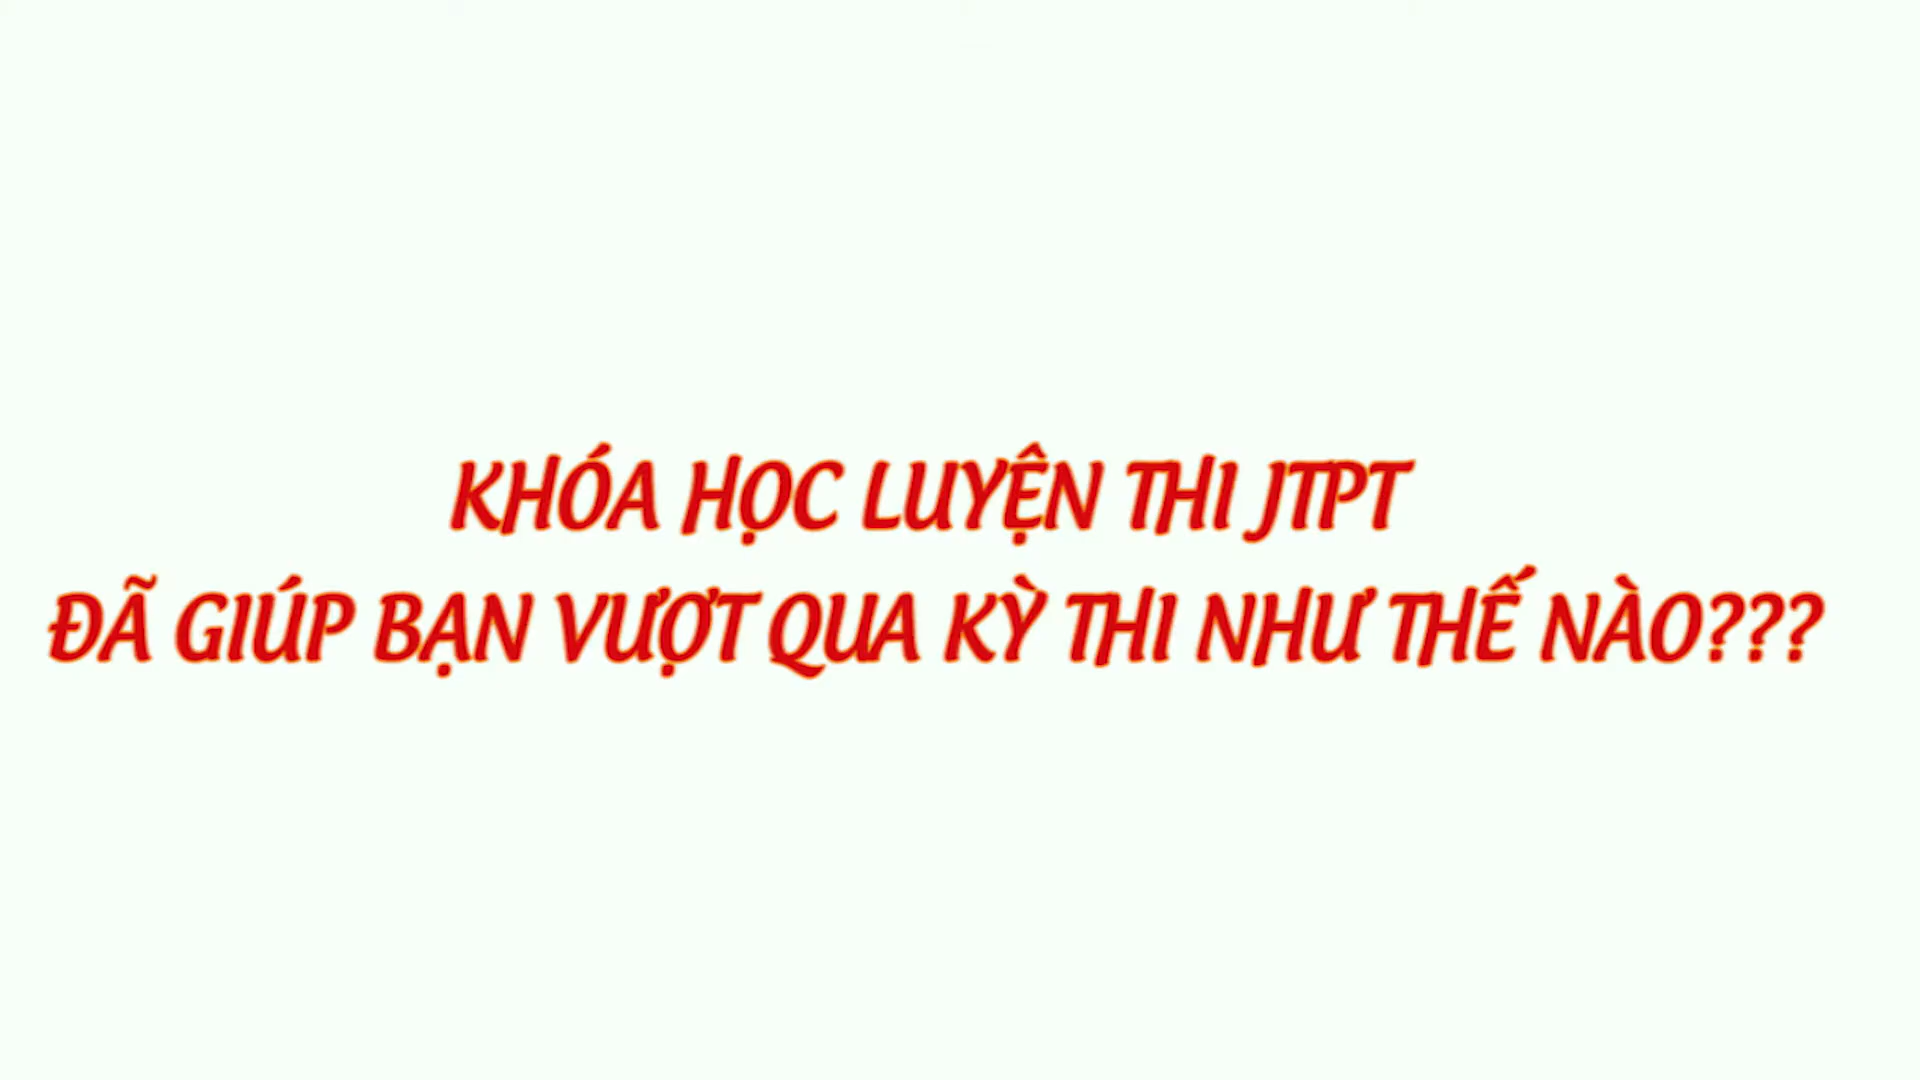 KHÓA HỌC LUYỆN THI JTPT
ĐÃ GIÚP BẠN VƯỢT QUA KỲ THI NHƯ THẾ NÀO???